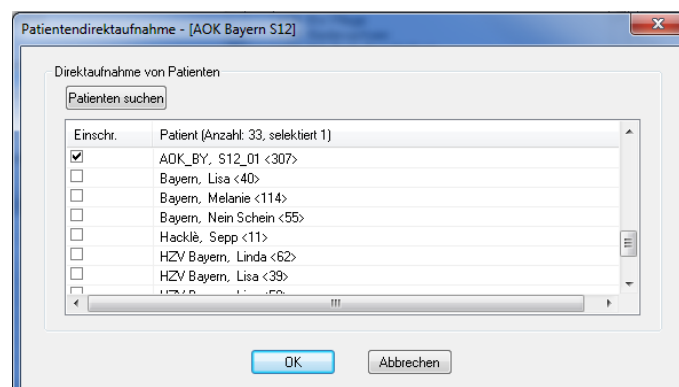 Patientendirektaufnahme - [AOK Bayern S12]
Direktaufnahme von Patienten
Patienten suchen
Einschr. Patient (Anzahl: 33, selektiert 1)
AOK_BY, S12_01 <307>
Bayern, Lisa <40>
Bayern, Melanie <114>
Bayern, Nein Schein <55>
Hacklè, Sepp <11>
HZV Bayern, Linda <62>
HZV Bayern, Lisa <39>
OK Abbrechen